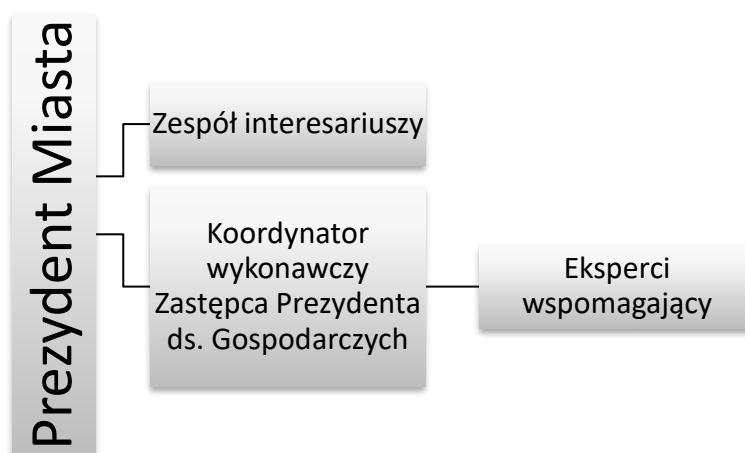 Prezydent Miasta
Zespół interesariuszy
Koordynator
wykonawczy
Zastępca Prezydenta
ds. Gospodarczych
Eksperci
wspomagający